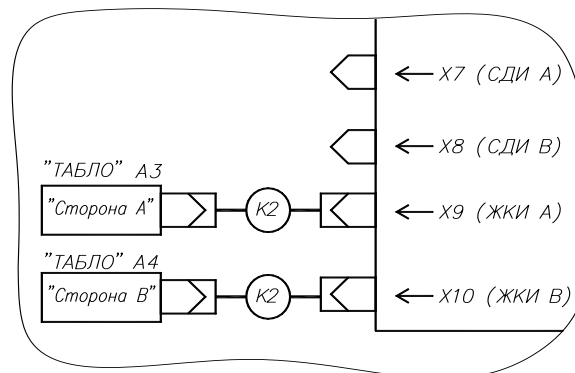 X7 (СДИ А)
X8 (СДИ В)
"ТАБЛО" А3
"Сторона А"
К2
X9 (ЖКИ А)
"ТАБЛО" А4
"Сторона В"
К2
X10 (ЖКИ В)